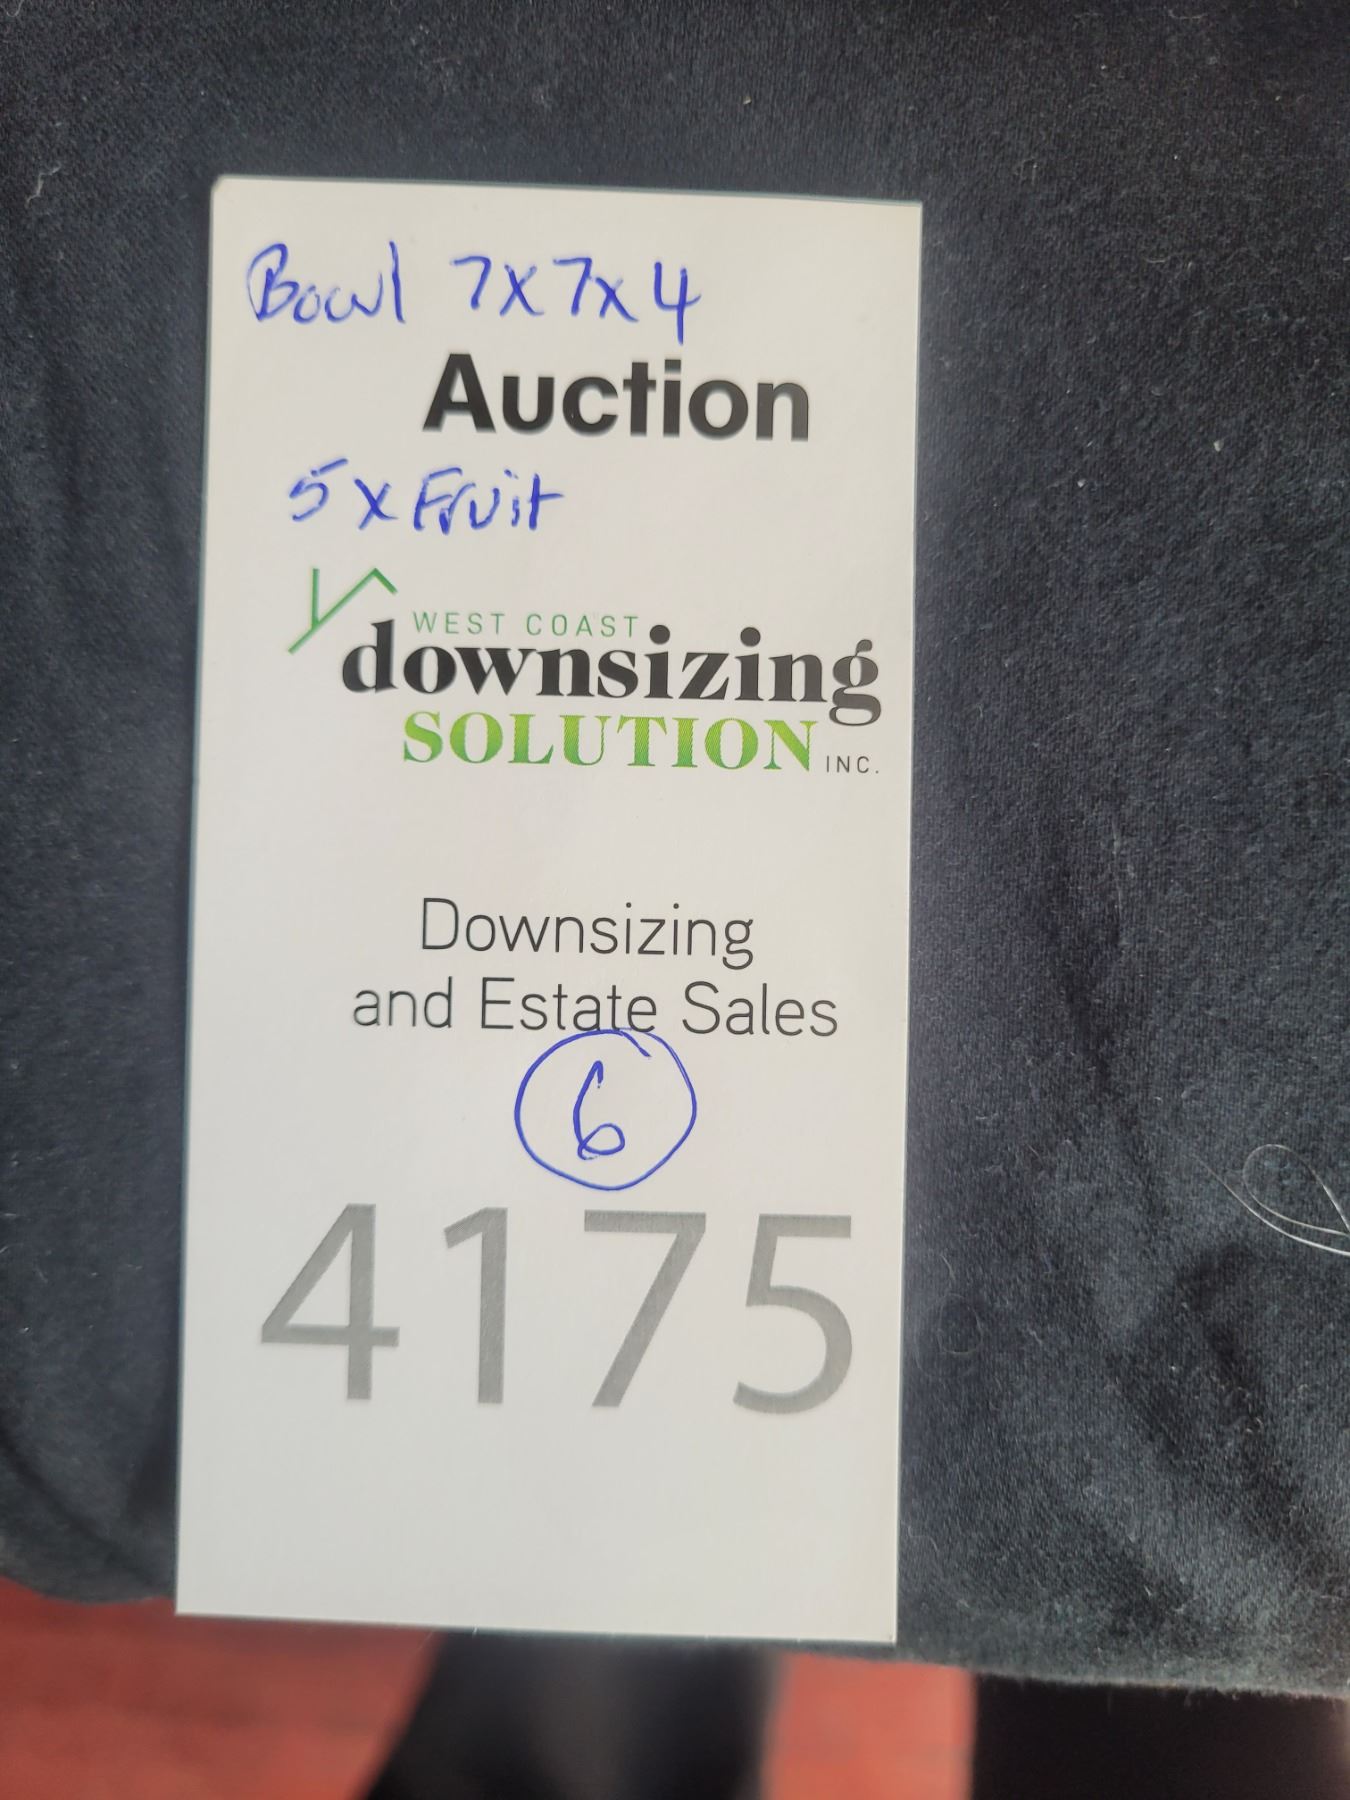 Bowl 7x7x4
Auction
5 x Fruit
WEST COAST
downsizing
SOLUTION INC.
Downsizing
and Estate Sales
6
4175